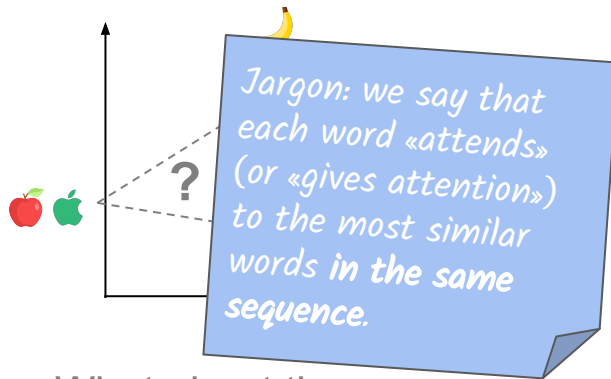 ?
Jargon: we say that
each word «attends»
(or «gives attention»)
to the most similar
words in the same
sequence.